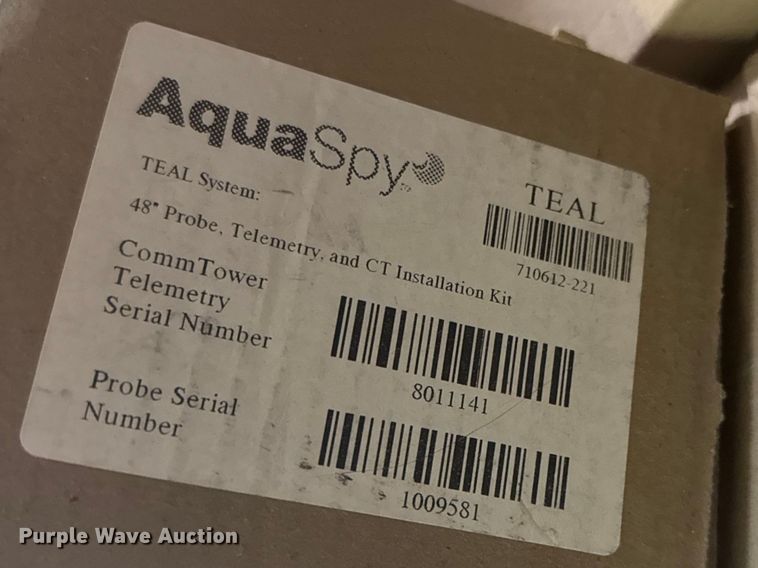 AquaSpy
TEAL System:
48" Probe, Telemetry, and CT Installation Kit
TEAL
710612-221
CommTower
Telemetry
Serial Number
8011141
Probe Serial
Number
1009581
Purple Wave Auction